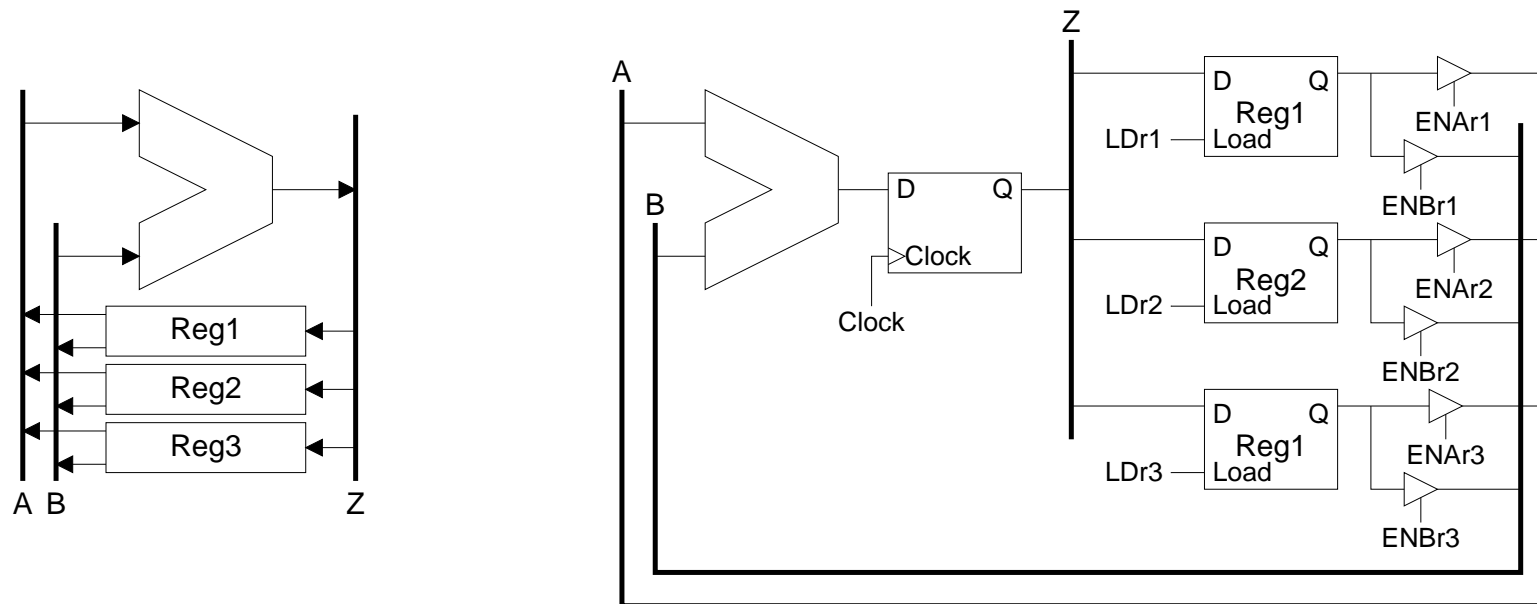 Reg1
Reg2
Reg3
A B Z
A
B
D Q
Clock
Clock
Z
D Q
Reg1
Load
LDr1
ENAr1
ENBr1
D Q
Reg2
Load
LDr2
ENAr2
ENBr2
D Q
Reg1
Load
LDr3
ENAr3
ENBr3